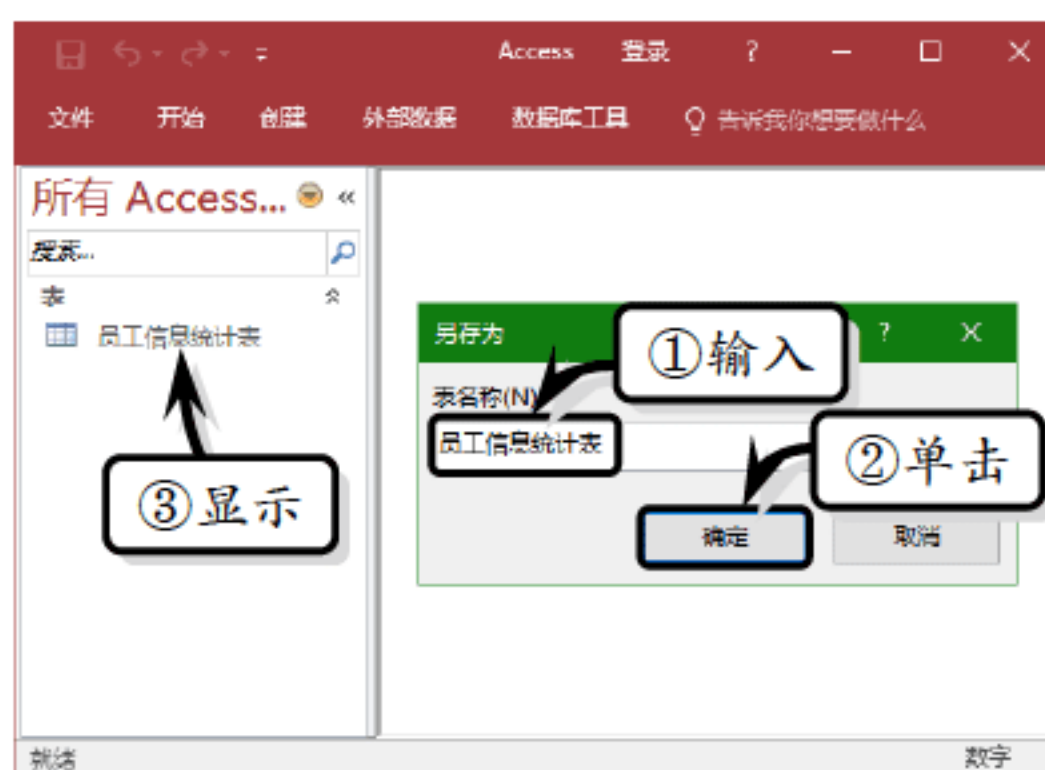 Access 登录 ?
文件 开始 创建 外部数据 数据库工具 告诉我你想要做什么
所有 Access... «
搜索...
表
员工信息统计表
另存为 ?
①输入
表名称(N)
员工信息统计表
②单击
③显示
确定 取消
就绪 数字